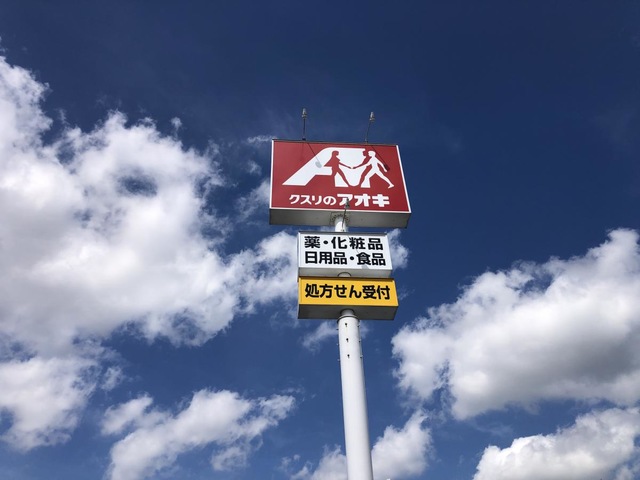 クスリのアオキ
薬・化粧品
日用品・食品
処方せん受付